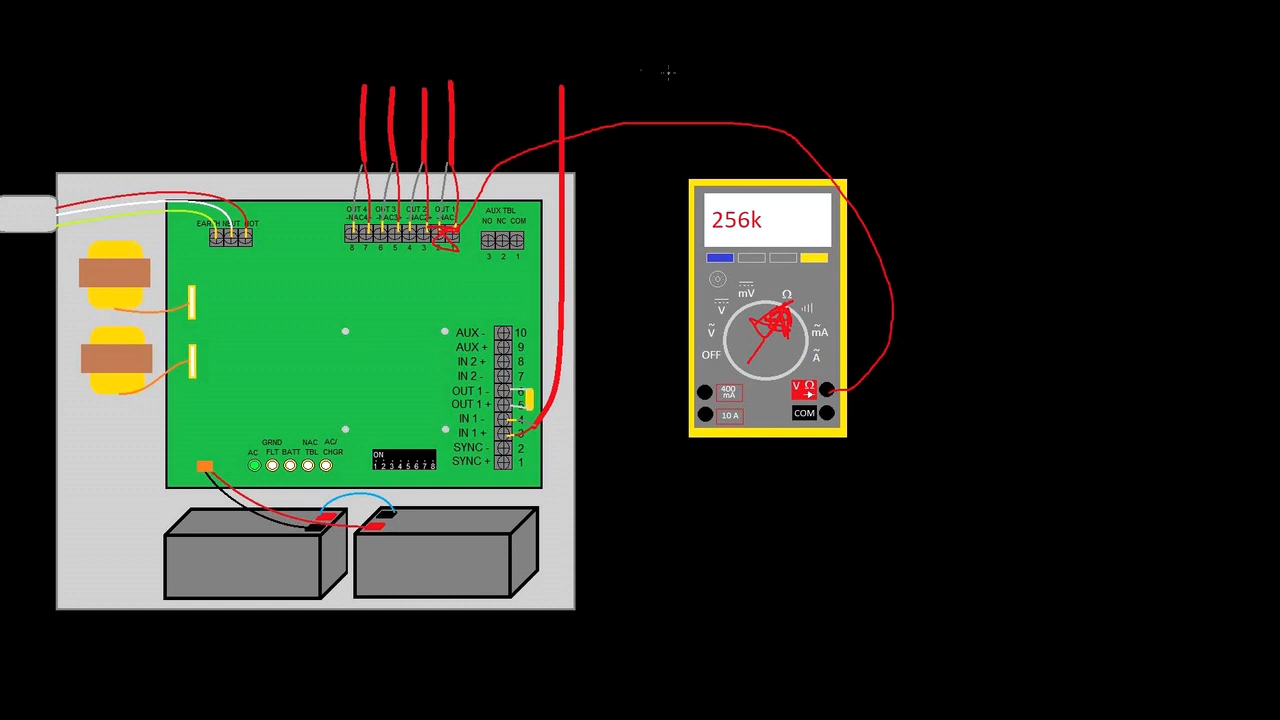 OUT 4 OUT 3 OUT 2 OUT 1
-NAC4+ -NAC3+ -NAC2+ -NAC
8 7 6 5 4 3
AUX TBL
NO NC COM
3 2 1
EARTH NEUT HOT
AUX - 10
AUX + 9
IN 2 + 8
IN 2 - 7
OUT 1 - 6
OUT 1 + 5
IN 1 - 4
IN 1 + 3
SYNC - 2
SYNC + 1
GRND NAC AC/
AC FLT BATT TBL CHGR
ON
1 2 3 4 5 6 7 8
256k
mV Ω
V
V mA
OFF A
400 mA
V Ω
10 A
COM